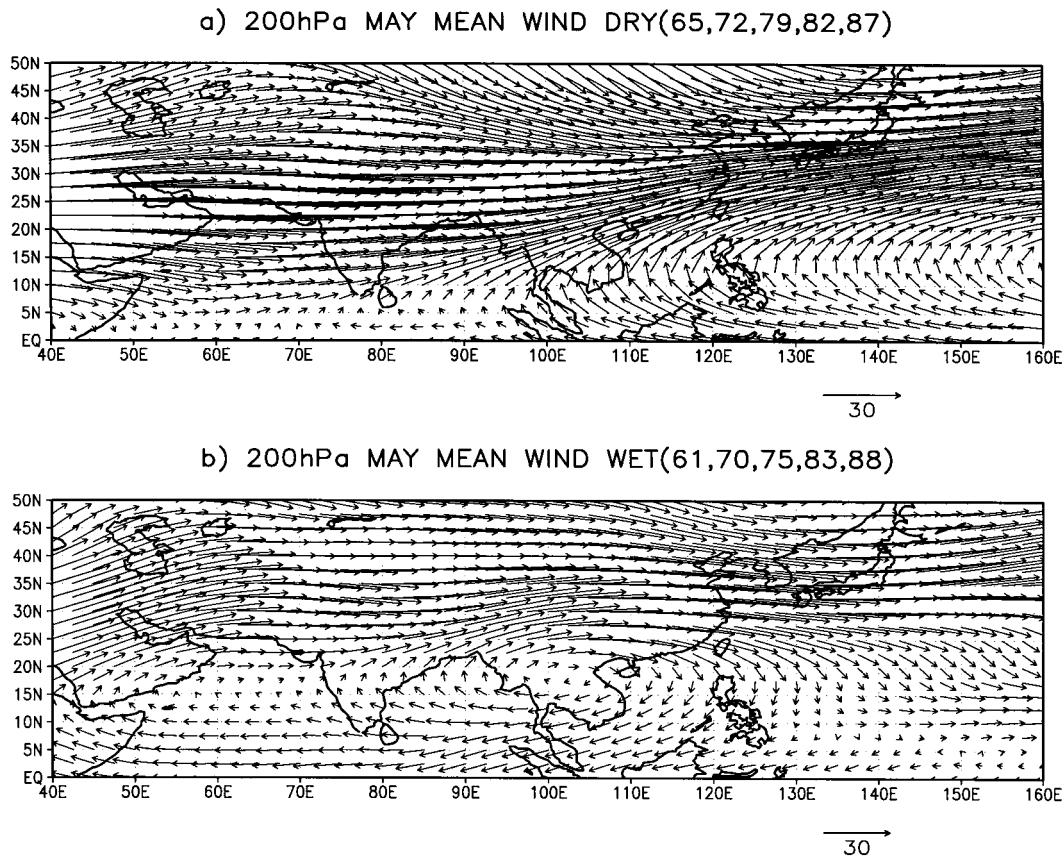 a) 200hPa MAY MEAN WIND DRY(65,72,79,82,87)
50N
45N
40N
35N
30N
25N
20N
15N
10N
5N
EQ
40E 50E 60E 70E 80E 90E 100E 110E 120E 130E 140E 150E 160E
30
b) 200hPa MAY MEAN WIND WET(61,70,75,83,88)
50N
45N
40N
35N
30N
25N
20N
15N
10N
5N
EQ
40E 50E 60E 70E 80E 90E 100E 110E 120E 130E 140E 150E 160E
30